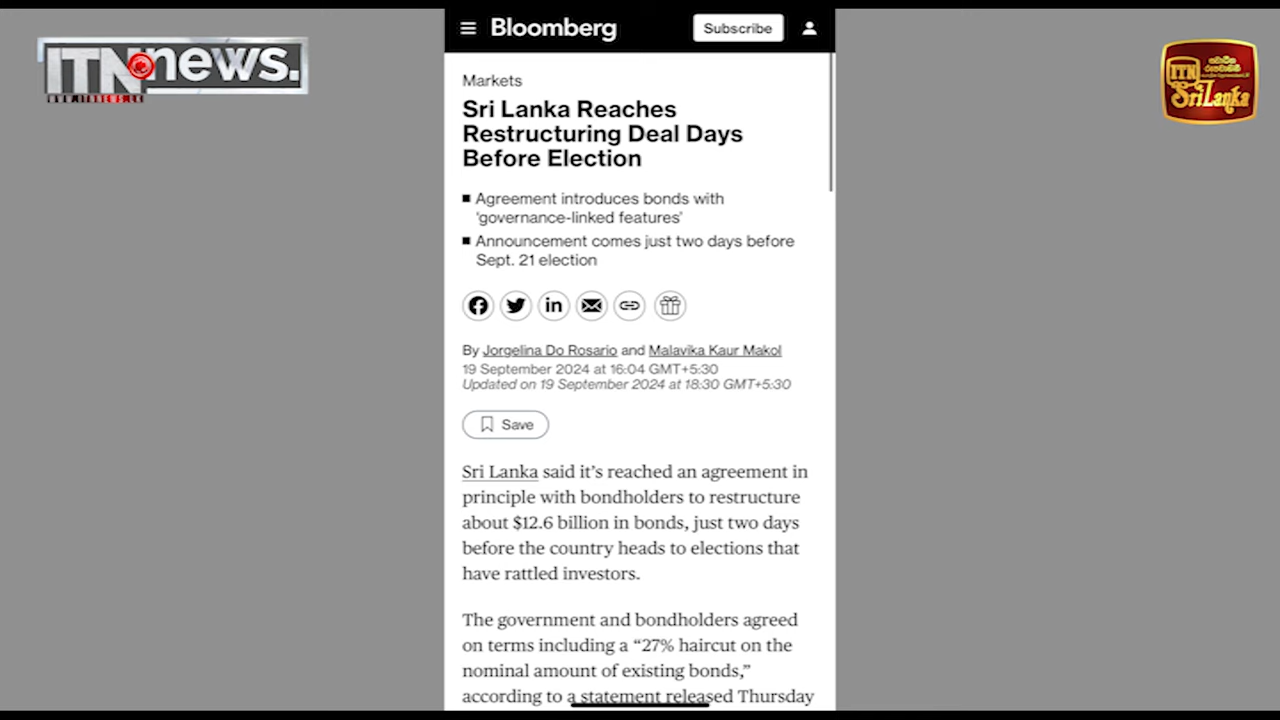 ITN news.
WWW.ITNNEWS.LK
ITN
Sri Lanka
Bloomberg
Subscribe
Markets
Sri Lanka Reaches
Restructuring Deal Days
Before Election
Agreement introduces bonds with
'governance-linked features'
Announcement comes just two days before
Sept. 21 election
By Jorgelina Do Rosario and Malavika Kaur Makol
19 September 2024 at 16:04 GMT+5:30
Updated on 19 September 2024 at 18:30 GMT+5:30
Save
Sri Lanka said it's reached an agreement in
principle with bondholders to restructure
about $12.6 billion in bonds, just two days
before the country heads to elections that
have rattled investors.
The government and bondholders agreed
on terms including a “27% haircut on the
nominal amount of existing bonds,”
according to a statement released Thursday